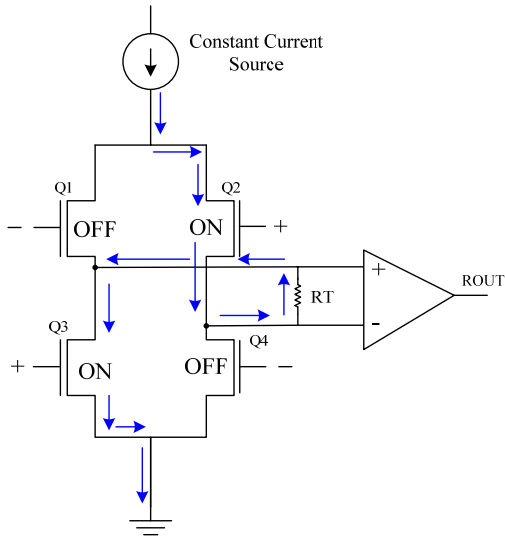 Constant Current
Source
Q1
Q2
− OFF
ON +
+
ROUT
RT
-
Q3
Q4
+ ON
OFF −